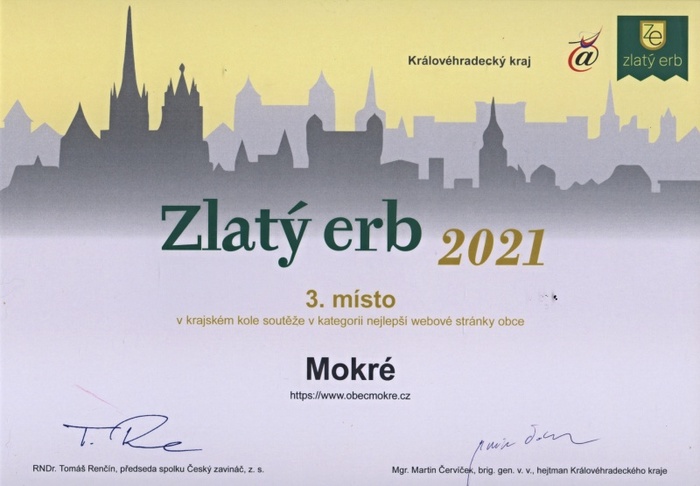 Královéhradecký kraj
zlatý erb
Zlatý erb 2021
3. místo
v krajském kole soutěže v kategorii nejlepší webové stránky obce
Mokré
https://www.obecmokre.cz
RNDr. Tomáš Renčín, předseda spolku Český zavináč, z. s.
Mgr. Martin Červíček, brig. gen. v. v., hejtman Královéhradeckého kraje